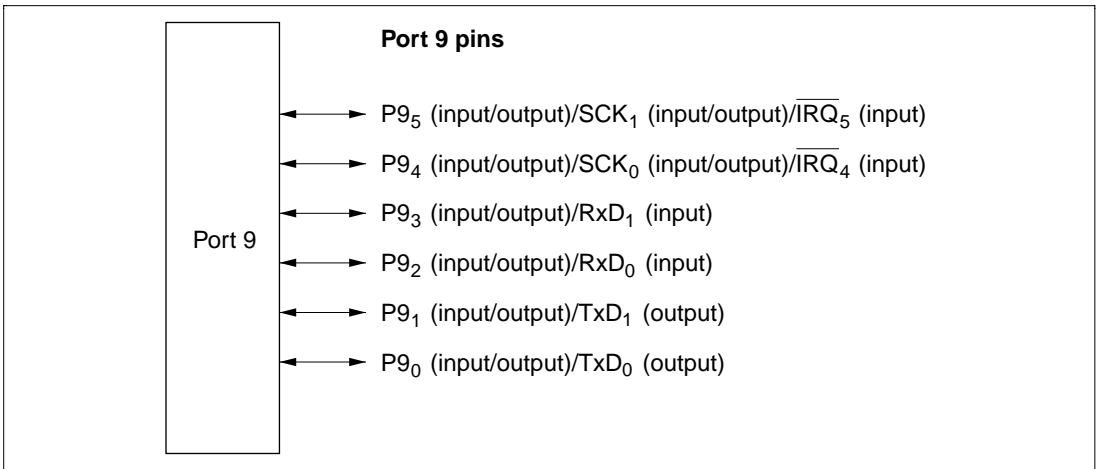 Port 9 pins
P9₅ (input/output)/SCK₁ (input/output)/I̅R̅Q̅₅ (input)
P9₄ (input/output)/SCK₀ (input/output)/I̅R̅Q̅₄ (input)
P9₃ (input/output)/RxD₁ (input)
Port 9
P9₂ (input/output)/RxD₀ (input)
P9₁ (input/output)/TxD₁ (output)
P9₀ (input/output)/TxD₀ (output)